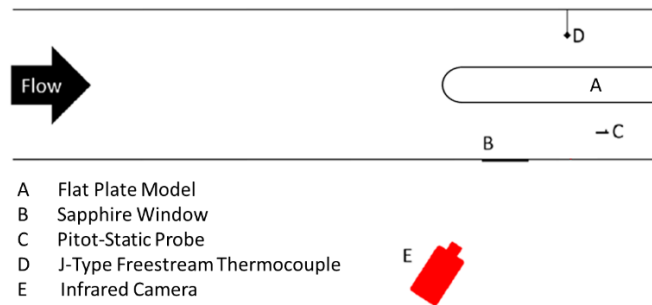 D
Flow
A
C
B
A Flat Plate Model
B Sapphire Window
C Pitot-Static Probe
D J-Type Freestream Thermocouple
E Infrared Camera
E